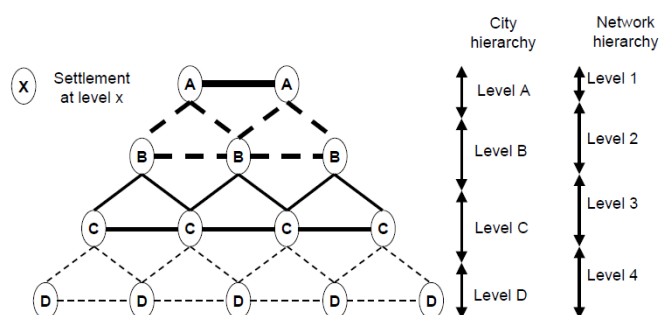 City
hierarchy
Network
hierarchy
X
Settlement
at level x
A A
Level A
Level 1
B B B
Level B
Level 2
C C C C
Level C
Level 3
D D D D D
Level D
Level 4